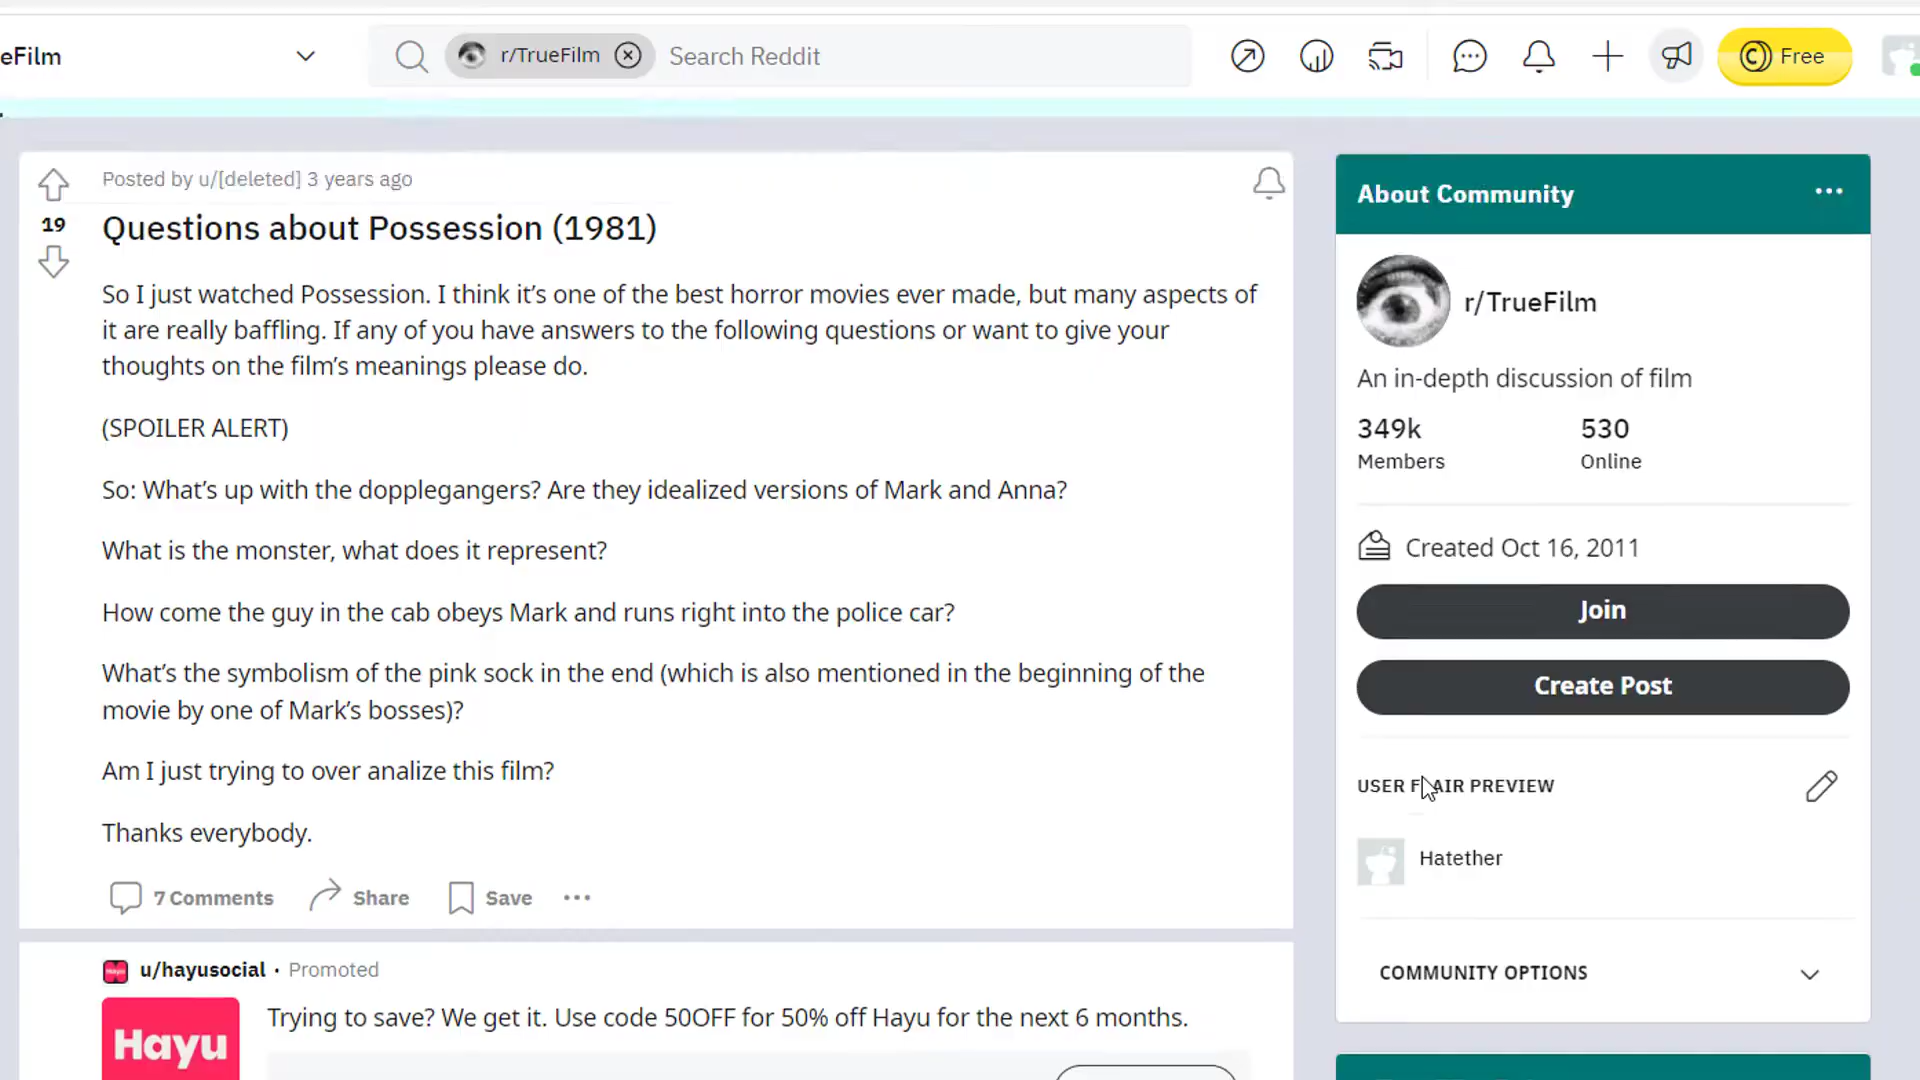 eFilm
r/TrueFilm
Search Reddit
Free
Posted by u/[deleted] 3 years ago
19
Questions about Possession (1981)
So I just watched Possession. I think it’s one of the best horror movies ever made, but many aspects of
it are really baffling. If any of you have answers to the following questions or want to give your
thoughts on the film’s meanings please do.
(SPOILER ALERT)
So: What’s up with the dopplegangers? Are they idealized versions of Mark and Anna?
What is the monster, what does it represent?
How come the guy in the cab obeys Mark and runs right into the police car?
What’s the symbolism of the pink sock in the end (which is also mentioned in the beginning of the
movie by one of Mark’s bosses)?
Am I just trying to over analize this film?
Thanks everybody.
7 Comments
Share
Save
u/hayusocial • Promoted
Hayu
Trying to save? We get it. Use code 50OFF for 50% off Hayu for the next 6 months.
About Community
r/TrueFilm
An in-depth discussion of film
349k
530
Members
Online
Created Oct 16, 2011
Join
Create Post
USER FLAIR PREVIEW
Hatether
COMMUNITY OPTIONS